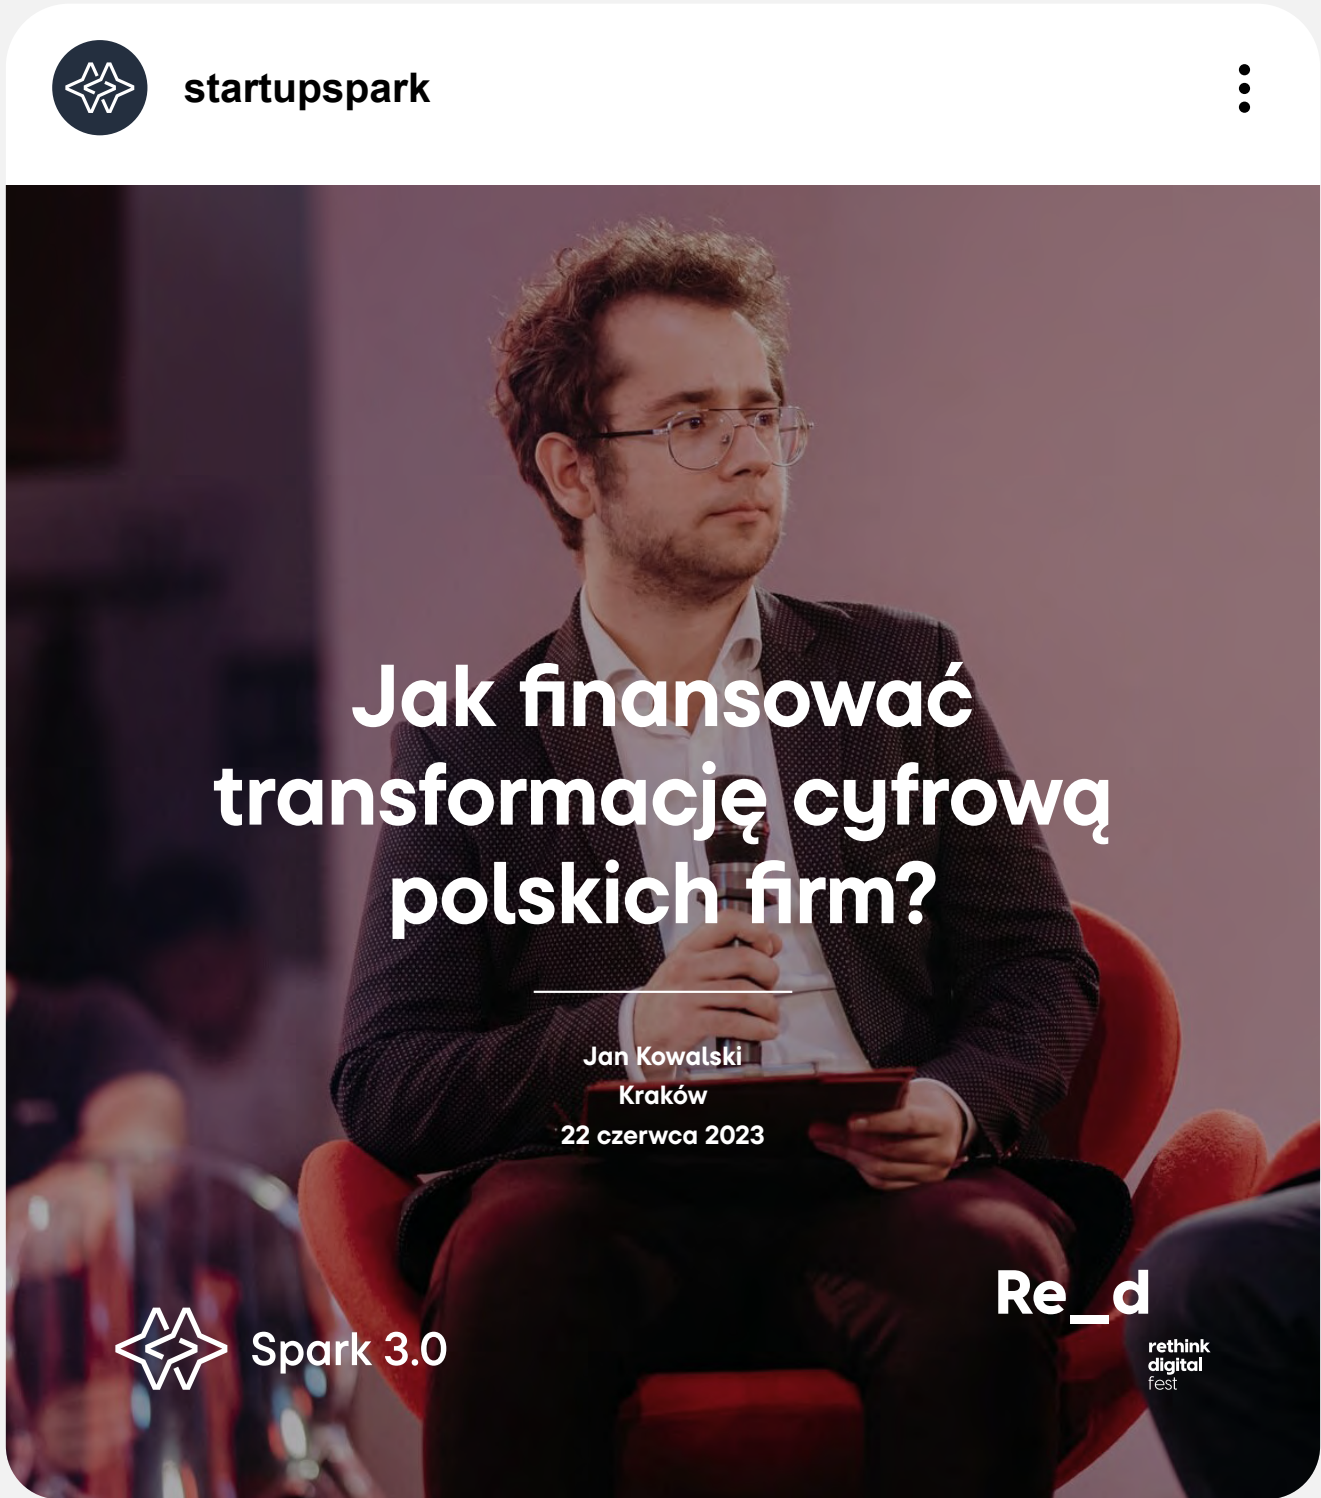 startupspark
Jak finansować
transformację cyfrową
polskich firm?
Jan Kowalski
Kraków
22 czerwca 2023
Re_d
Spark 3.0
rethink
digital
fest